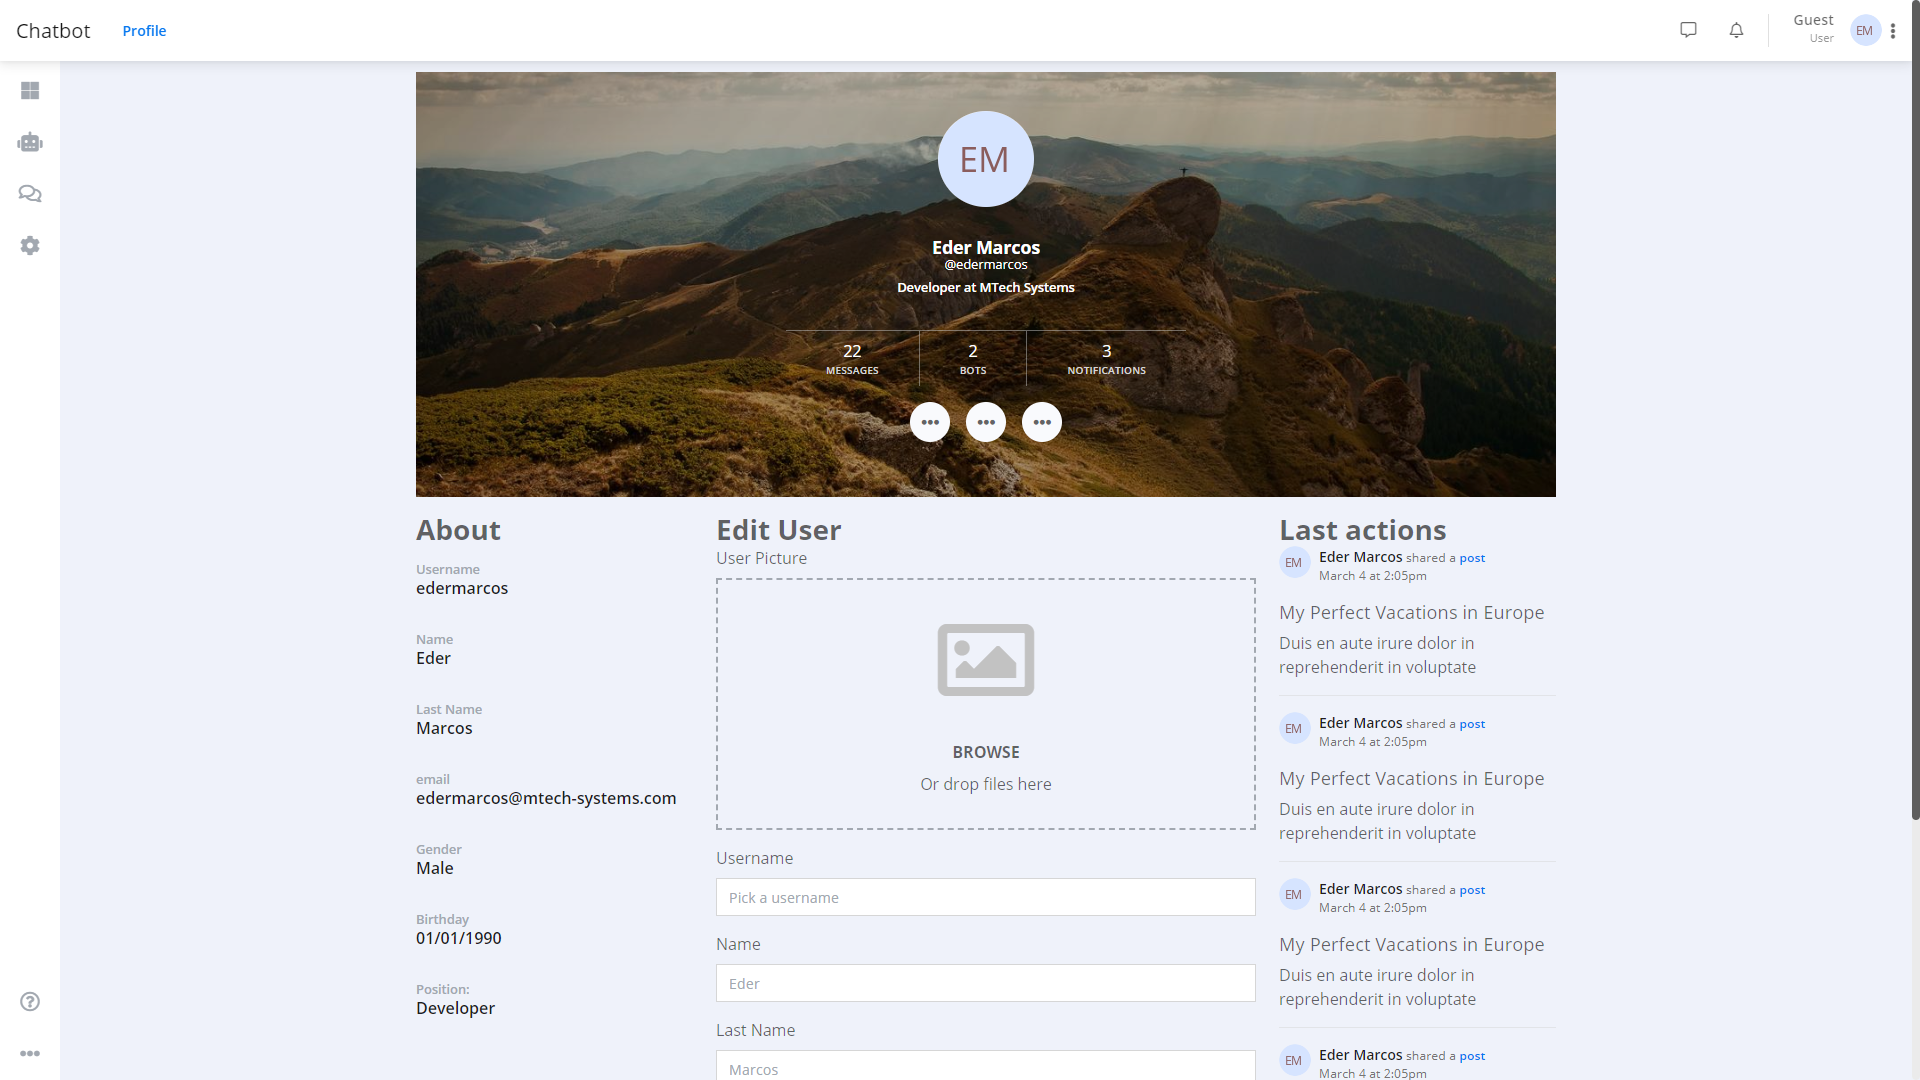 Chatbot
Profile
Guest
User
EM
EM
Eder Marcos
@edermarcos
Developer at MTech Systems
22
MESSAGES
2
BOTS
3
NOTIFICATIONS
About
Username
edermarcos
Name
Eder
Last Name
Marcos
email
edermarcos@mtech-systems.com
Gender
Male
Birthday
01/01/1990
Position:
Developer
Edit User
User Picture
BROWSE
Or drop files here
Username
Pick a username
Name
Eder
Last Name
Marcos
Last actions
EM
Eder Marcos shared a post
March 4 at 2:05pm
My Perfect Vacations in Europe
Duis en aute irure dolor in
reprehenderit in voluptate
EM
Eder Marcos shared a post
March 4 at 2:05pm
My Perfect Vacations in Europe
Duis en aute irure dolor in
reprehenderit in voluptate
EM
Eder Marcos shared a post
March 4 at 2:05pm
My Perfect Vacations in Europe
Duis en aute irure dolor in
reprehenderit in voluptate
EM
Eder Marcos shared a post
March 4 at 2:05pm